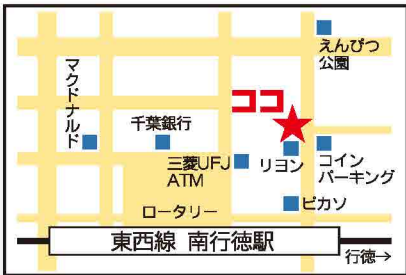 えんぴつ
公園
マクドナルド
ココ
千葉銀行
三菱UFJ
ATM
リヨン
コイン
パーキング
ピカソ
ロータリー
東西線 南行徳駅
行徳→